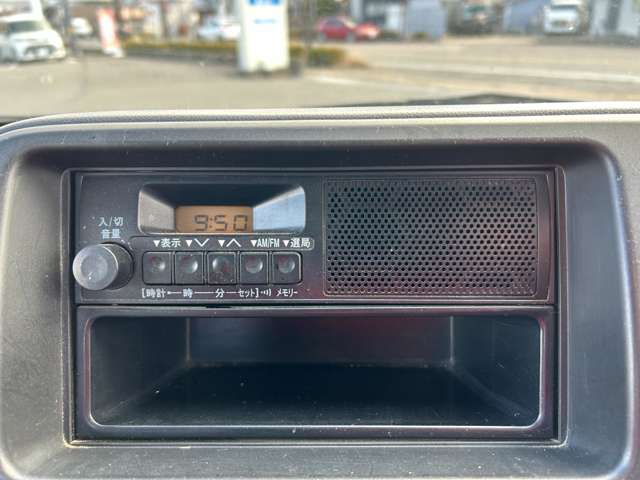 9:50
入/切
音量
▼表示 ▼ ▼ ▼AM/FM ▼選局
[時計 時 分 セット] メモリー